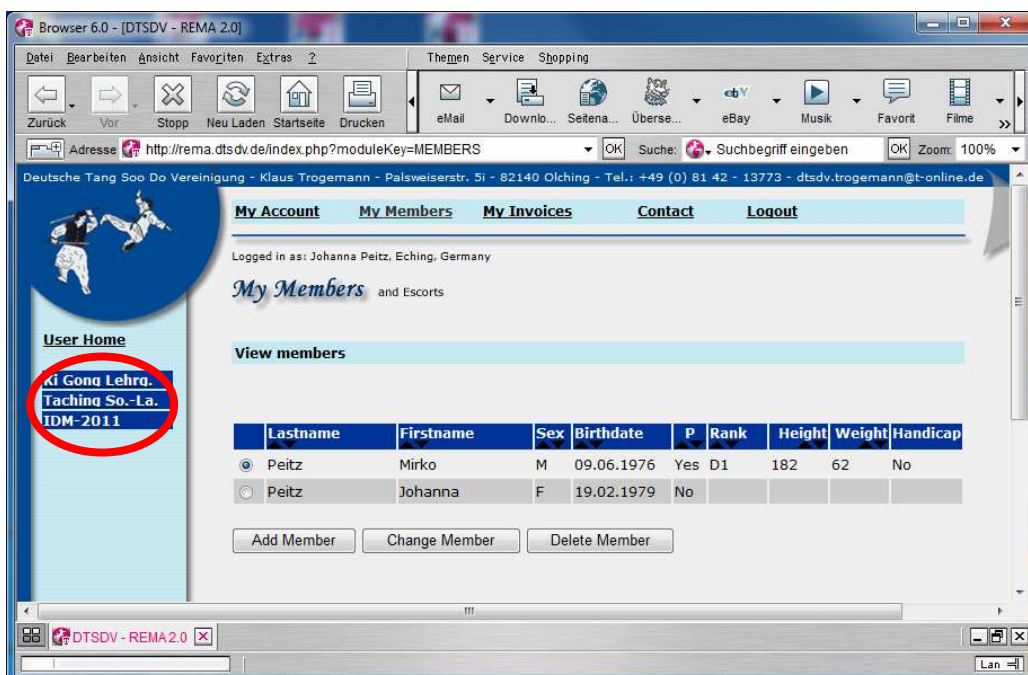 Browser 6.0 - [DTSDV - REMA 2.0]
Datei Bearbeiten Ansicht Favoriten Extras ? Themen Service Shopping
Zurück Vor Stopp Neu Laden Startseite Drucken eMail Downlo... Seitena... Überse... eBay Musik Favorit Filme »
Adresse http://rema.dtsdv.de/index.php?moduleKey=MEMBERS OK Suche: Suchbegriff eingeben OK Zoom: 100%
Deutsche Tang Soo Do Vereinigung - Klaus Trogemann - Palsweiserstr. 5i - 82140 Olching - Tel.: +49 (0) 81 42 - 13773 - dtsdv.trogemann@t-online.de
My Account My Members My Invoices Contact Logout
Logged in as: Johanna Peitz, Eching, Germany
My Members and Escorts
User Home
View members
Ki Gong Lehrg.
Taching So.-La.
IDM-2011
Lastname Firstname Sex Birthdate P Rank Height Weight Handicap
Peitz Mirko M 09.06.1976 Yes D1 182 62 No
Peitz Johanna F 19.02.1979 No
Add Member Change Member Delete Member
DTSDV - REMA 2.0
Lan